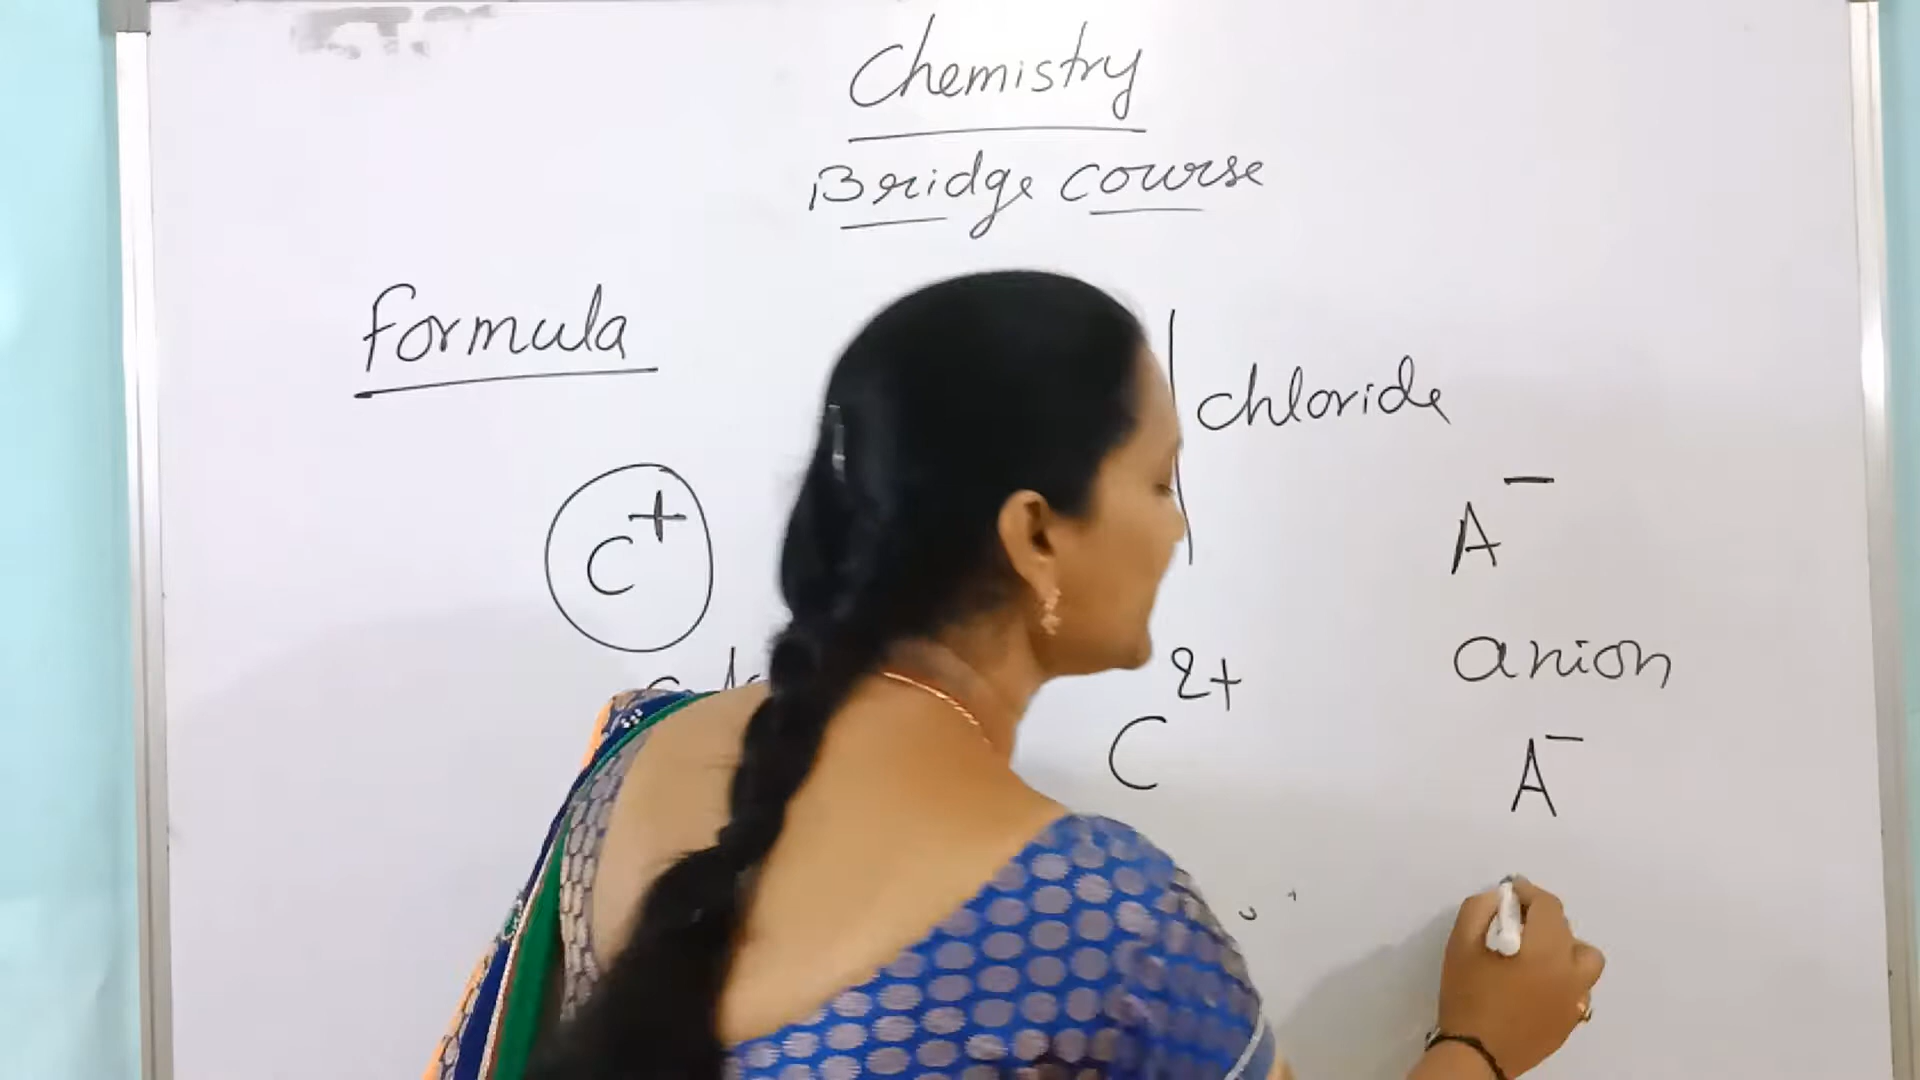 Chemistry
Bridge course
Formula
chloride
C+
A-
anion
C2+
A-